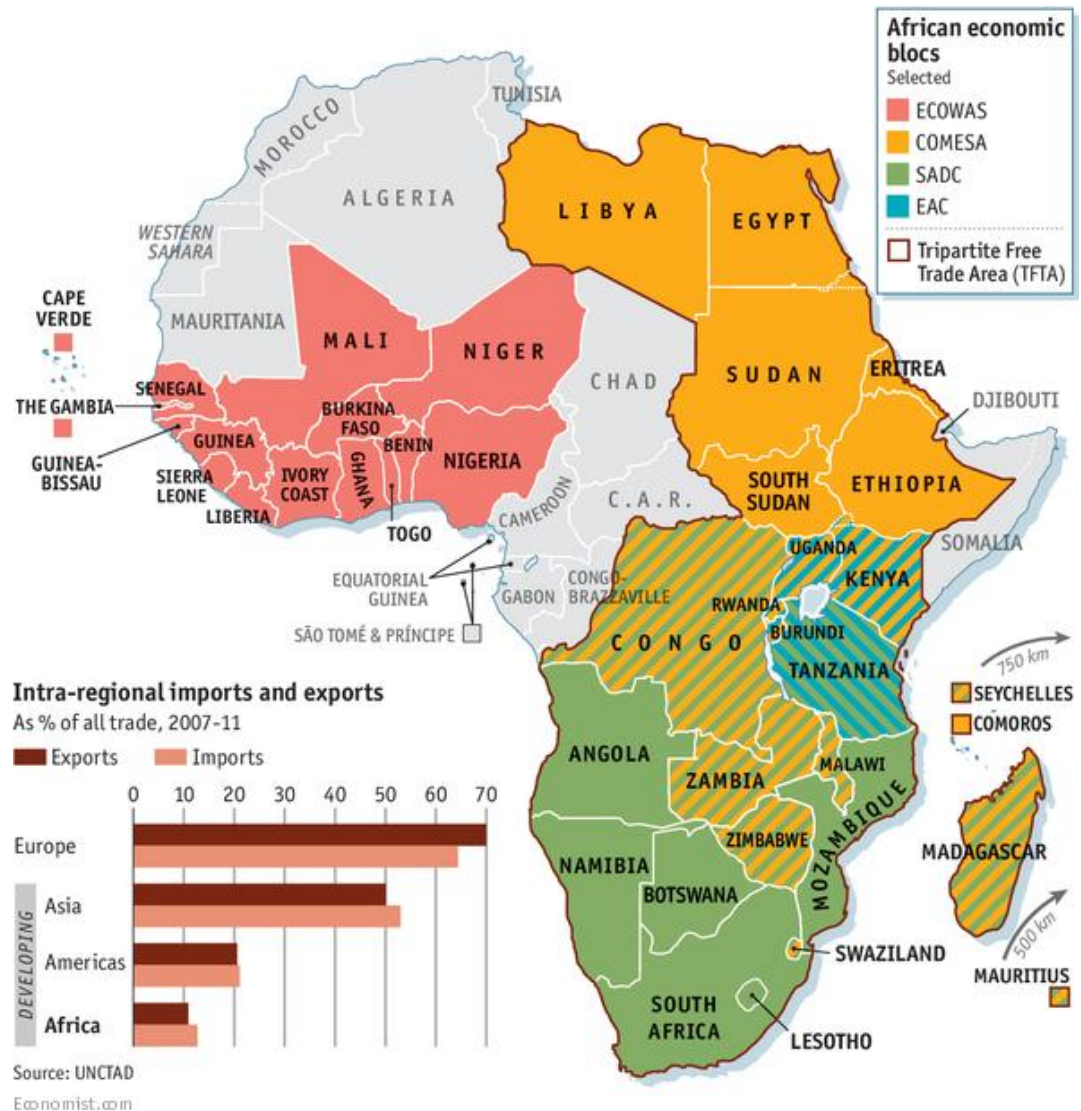 African economic
blocs
Selected
ECOWAS
COMESA
SADC
EAC
Tripartite Free
Trade Area (TFTA)
TUNISIA
MOROCCO
ALGERIA
LIBYA
EGYPT
WESTERN
SAHARA
CAPE
VERDE
MAURITANIA
MALI
NIGER
CHAD
SUDAN
ERITREA
DJIBOUTI
SENEGAL
THE GAMBIA
GUINEA-
BISSAU
GUINEA
BURKINA
FASO
BENIN
NIGERIA
SIERRA
LEONE
IVORY
COAST
GHANA
LIBERIA
TOGO
CAMEROON
C.A.R.
SOUTH
SUDAN
ETHIOPIA
SOMALIA
EQUATORIAL
GUINEA
GABON
CONGO-
BRAZZAVILLE
SÃO TOMÉ & PRÍNCIPE
UGANDA
KENYA
RWANDA
CONGO
BURUNDI
TANZANIA
750 km
SEYCHELLES
COMOROS
ANGOLA
ZAMBIA
MALAWI
MOZAMBIQUE
ZIMBABWE
NAMIBIA
BOTSWANA
MADAGASCAR
500 km
MAURITIUS
SWAZILAND
SOUTH
AFRICA
LESOTHO
Intra-regional imports and exports
As % of all trade, 2007-11
Exports Imports
0 10 20 30 40 50 60 70
Europe
DEVELOPING
Asia
Americas
Africa
Source: UNCTAD
Economist.com